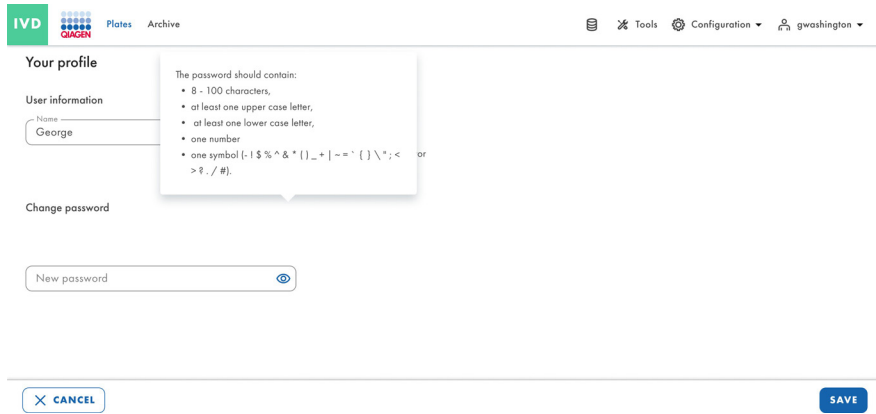 IVD
QIAGEN
Plates
Archive
Tools
Configuration
gwashington
Your profile
The password should contain:
• 8 - 100 characters,
• at least one upper case letter,
• at least one lower case letter,
• one number
• one symbol (- ! $ % ^ & * ( ) _ + | ~ = ` { } \ " ; <
> ? . / #).
User information
Name
George
or
Change password
New password
CANCEL
SAVE